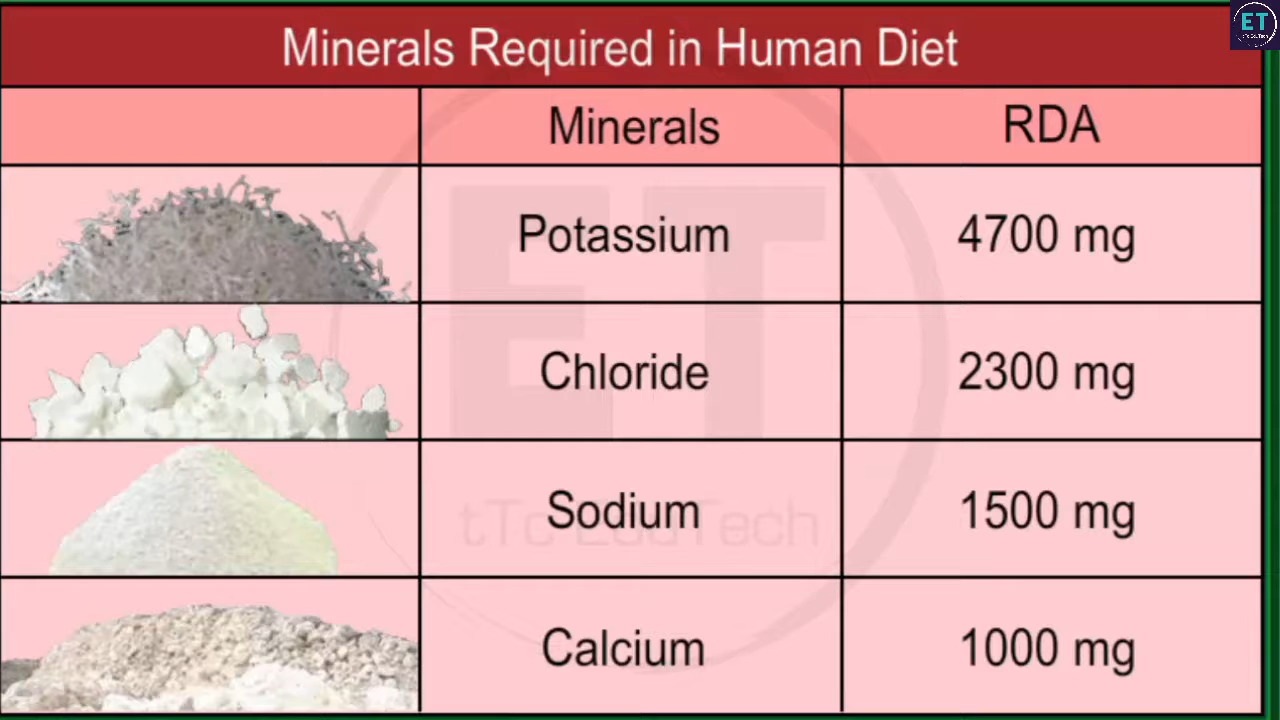 ET
Minerals Required in Human Diet
Minerals RDA
Potassium 4700 mg
Chloride 2300 mg
Sodium 1500 mg
Calcium 1000 mg
ET